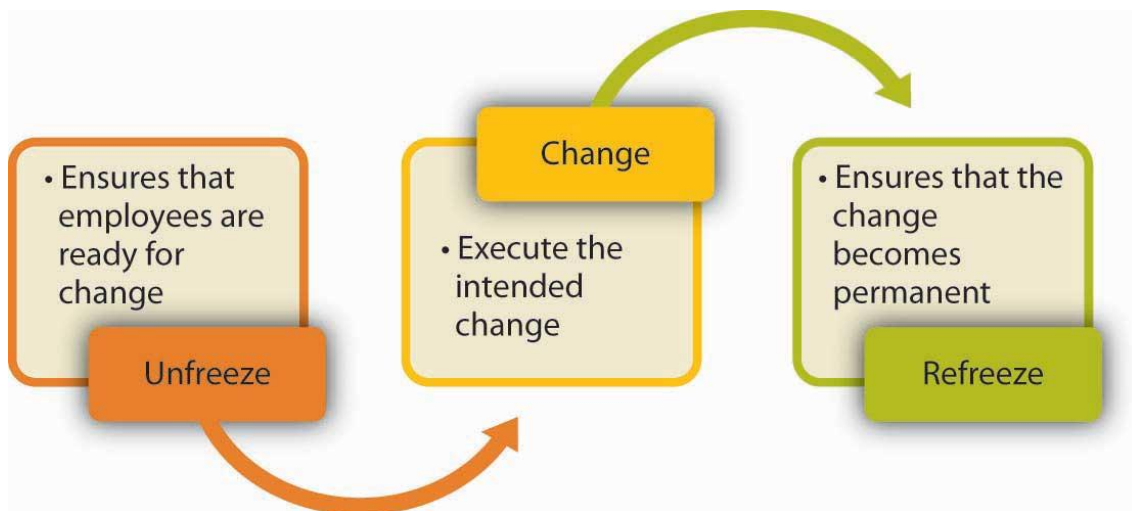 • Ensures that
employees are
ready for
change
Unfreeze
Change
• Execute the
intended
change
• Ensures that the
change
becomes
permanent
Refreeze